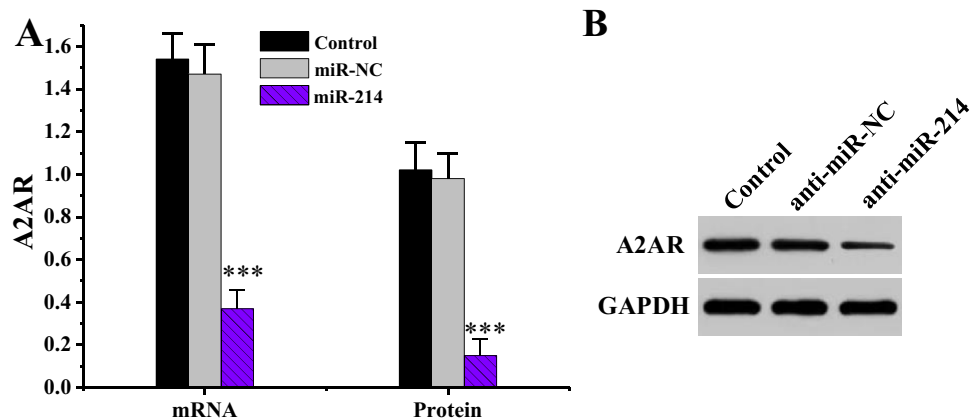 A
A2AR
1.6
1.4
1.2
1.0
0.8
0.6
0.4
0.2
0.0
Control
miR-NC
miR-214
***
***
mRNA
Protein
B
Control
anti-miR-NC
anti-miR-214
A2AR
GAPDH